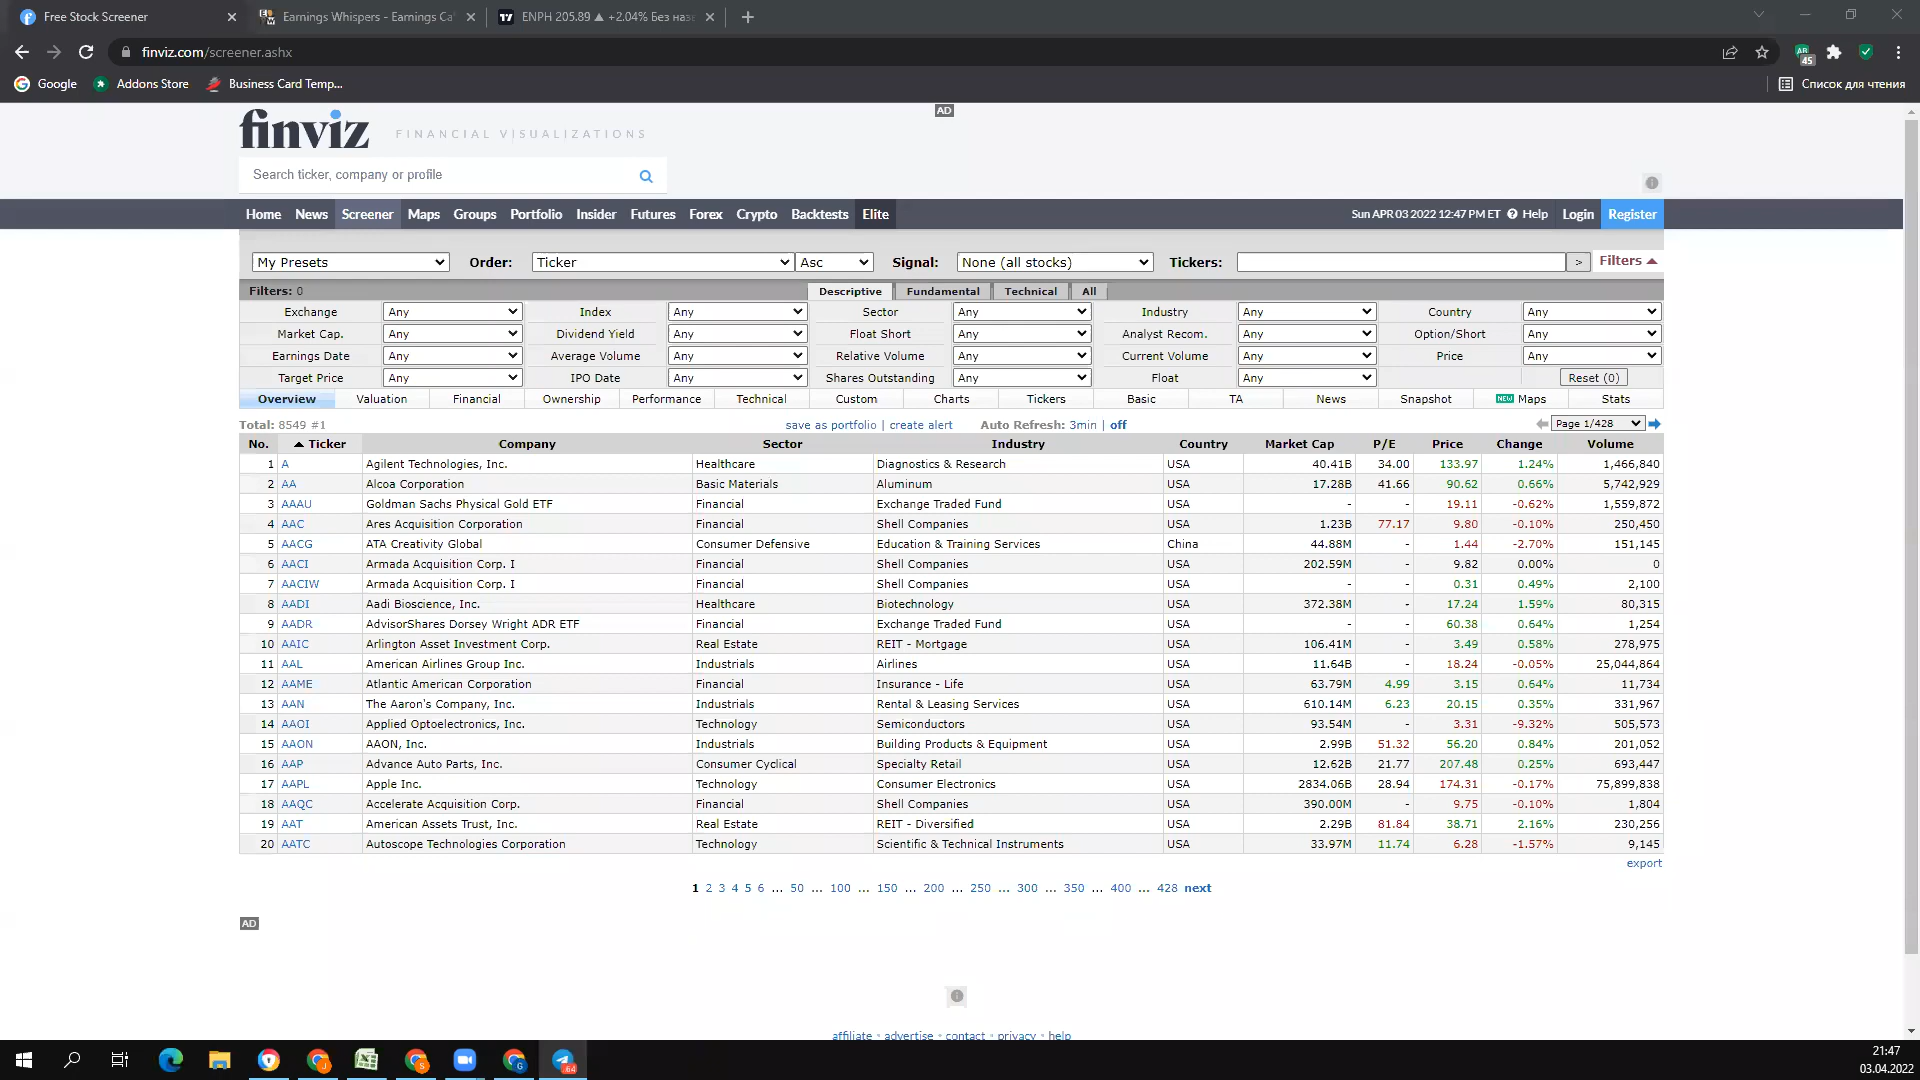 Free Stock Screener
Earnings Whispers - Earnings Ca
ENPH 205.89 ▲ +2.04% Без наз
finviz.com/screener.ashx
45
Google Addons Store Business Card Temp...
Список для чтения
finviz FINANCIAL VISUALIZATIONS
AD
Search ticker, company or profile
Home News Screener Maps Groups Portfolio Insider Futures Forex Crypto Backtests Elite Sun APR 03 2022 12:47 PM ET Help Login Register
My Presets Order: Ticker Asc Signal: None (all stocks) Tickers: > Filters ▲
Filters: 0 Descriptive Fundamental Technical All
Exchange Any Index Any Sector Any Industry Any Country Any
Market Cap. Any Dividend Yield Any Float Short Any Analyst Recom. Any Option/Short Any
Earnings Date Any Average Volume Any Relative Volume Any Current Volume Any Price Any
Target Price Any IPO Date Any Shares Outstanding Any Float Any Reset (0)
Overview Valuation Financial Ownership Performance Technical Custom Charts Tickers Basic TA News Snapshot NEW Maps Stats
Total: 8549 #1 save as portfolio | create alert Auto Refresh: 3min | off Page 1/428
No. ▲ Ticker Company Sector Industry Country Market Cap P/E Price Change Volume
1 A Agilent Technologies, Inc. Healthcare Diagnostics & Research USA 40.41B 34.00 133.97 1.24% 1,466,840
2 AA Alcoa Corporation Basic Materials Aluminum USA 17.28B 41.66 90.62 0.66% 5,742,929
3 AAAU Goldman Sachs Physical Gold ETF Financial Exchange Traded Fund USA - - 19.11 -0.62% 1,559,872
4 AAC Ares Acquisition Corporation Financial Shell Companies USA 1.23B 77.17 9.80 -0.10% 250,450
5 AACG ATA Creativity Global Consumer Defensive Education & Training Services China 44.88M - 1.44 -2.70% 151,145
6 AACI Armada Acquisition Corp. I Financial Shell Companies USA 202.59M - 9.82 0.00% 0
7 AACIW Armada Acquisition Corp. I Financial Shell Companies USA - - 0.31 0.49% 2,100
8 AADI Aadi Bioscience, Inc. Healthcare Biotechnology USA 372.38M - 17.24 1.59% 80,315
9 AADR AdvisorShares Dorsey Wright ADR ETF Financial Exchange Traded Fund USA - - 60.38 0.64% 1,254
10 AAIC Arlington Asset Investment Corp. Real Estate REIT - Mortgage USA 106.41M - 3.49 0.58% 278,975
11 AAL American Airlines Group Inc. Industrials Airlines USA 11.64B - 18.24 -0.05% 25,044,864
12 AAME Atlantic American Corporation Financial Insurance - Life USA 63.79M 4.99 3.15 0.64% 11,734
13 AAN The Aaron's Company, Inc. Industrials Rental & Leasing Services USA 610.14M 6.23 20.15 0.35% 331,967
14 AAOI Applied Optoelectronics, Inc. Technology Semiconductors USA 93.54M - 3.31 -9.32% 505,573
15 AAON AAON, Inc. Industrials Building Products & Equipment USA 2.99B 51.32 56.20 0.84% 201,052
16 AAP Advance Auto Parts, Inc. Consumer Cyclical Specialty Retail USA 12.62B 21.77 207.48 0.25% 693,447
17 AAPL Apple Inc. Technology Consumer Electronics USA 2834.06B 28.94 174.31 -0.17% 75,899,838
18 AAQC Accelerate Acquisition Corp. Financial Shell Companies USA 390.00M - 9.75 -0.10% 1,804
19 AAT American Assets Trust, Inc. Real Estate REIT - Diversified USA 2.29B 81.84 38.71 2.16% 230,256
20 AATC Autoscope Technologies Corporation Technology Scientific & Technical Instruments USA 33.97M 11.74 6.28 -1.57% 9,145
export
1 2 3 4 5 6 ... 50 ... 100 ... 150 ... 200 ... 250 ... 300 ... 350 ... 400 ... 428 next
AD
affiliate · advertise · contact · privacy · help
64
21:47
03.04.2022